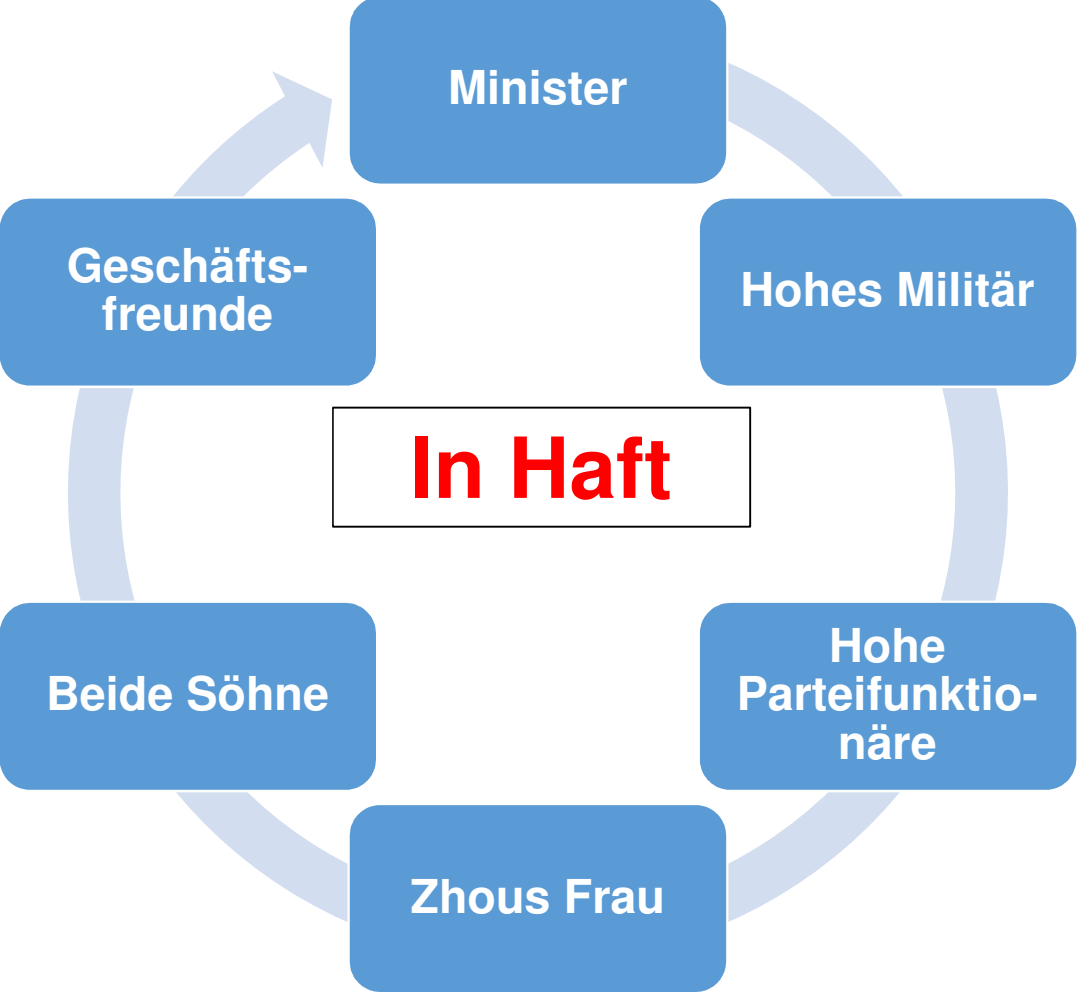 Minister
Geschäfts-
freunde
Hohes Militär
In Haft
Beide Söhne
Hohe
Parteifunktio-
näre
Zhous Frau